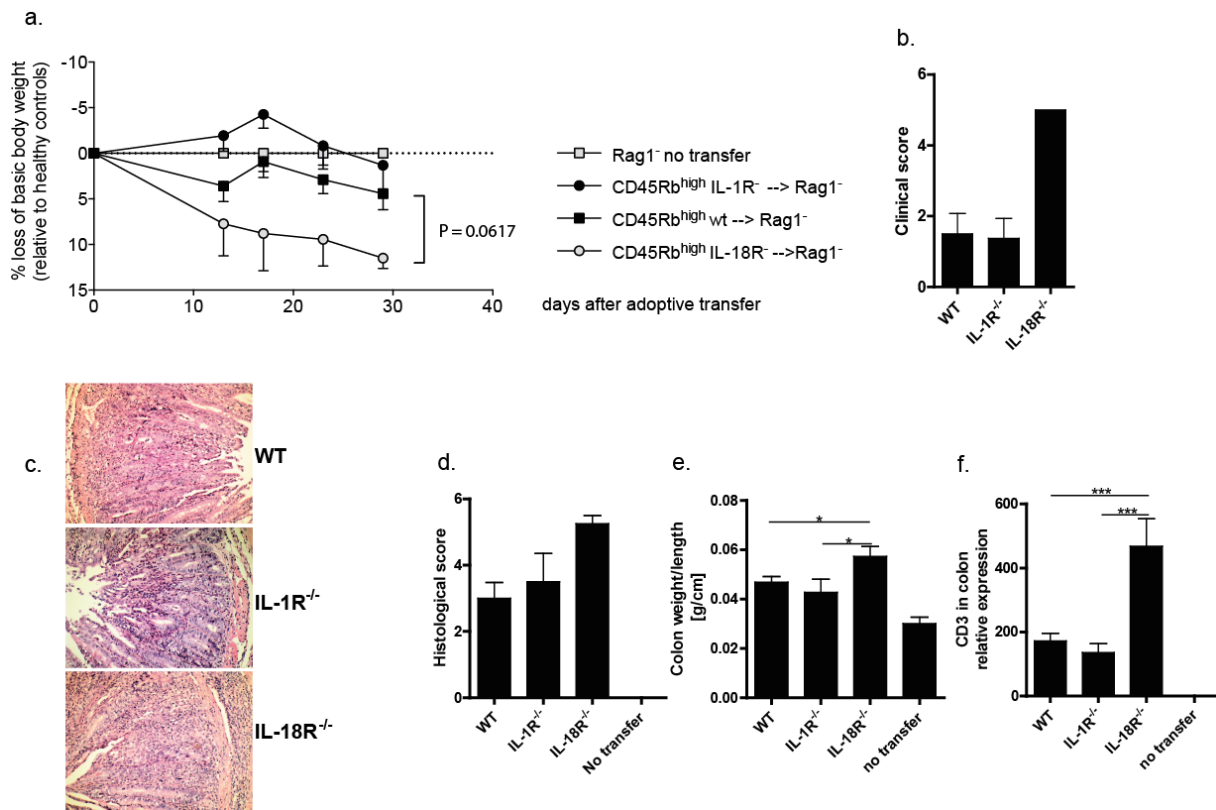 a.
% loss of basic body weight
(relative to healthy controls)
-10
-5
0
5
10
15
0
10
20
30
40
days after adoptive transfer
P = 0.0617
Rag1⁻ no transfer
CD45Rbʰⁱᵍʰ IL-1R⁻ --> Rag1⁻
CD45Rbʰⁱᵍʰ wt --> Rag1⁻
CD45Rbʰⁱᵍʰ IL-18R⁻ -->Rag1⁻
b.
Clinical score
6
4
2
0
WT
IL-1R⁻/⁻
IL-18R⁻/⁻
c.
WT
IL-1R⁻/⁻
IL-18R⁻/⁻
d.
Histological score
6
4
2
0
WT
IL-1R⁻/⁻
IL-18R⁻/⁻
No transfer
e.
Colon weight/length
[g/cm]
0.08
0.06
0.04
0.02
0.00
*
*
WT
IL-1R⁻/⁻
IL-18R⁻/⁻
no transfer
f.
CD3 in colon
relative expression
600
400
200
0
***
***
WT
IL-1R⁻/⁻
IL-18R⁻/⁻
no transfer